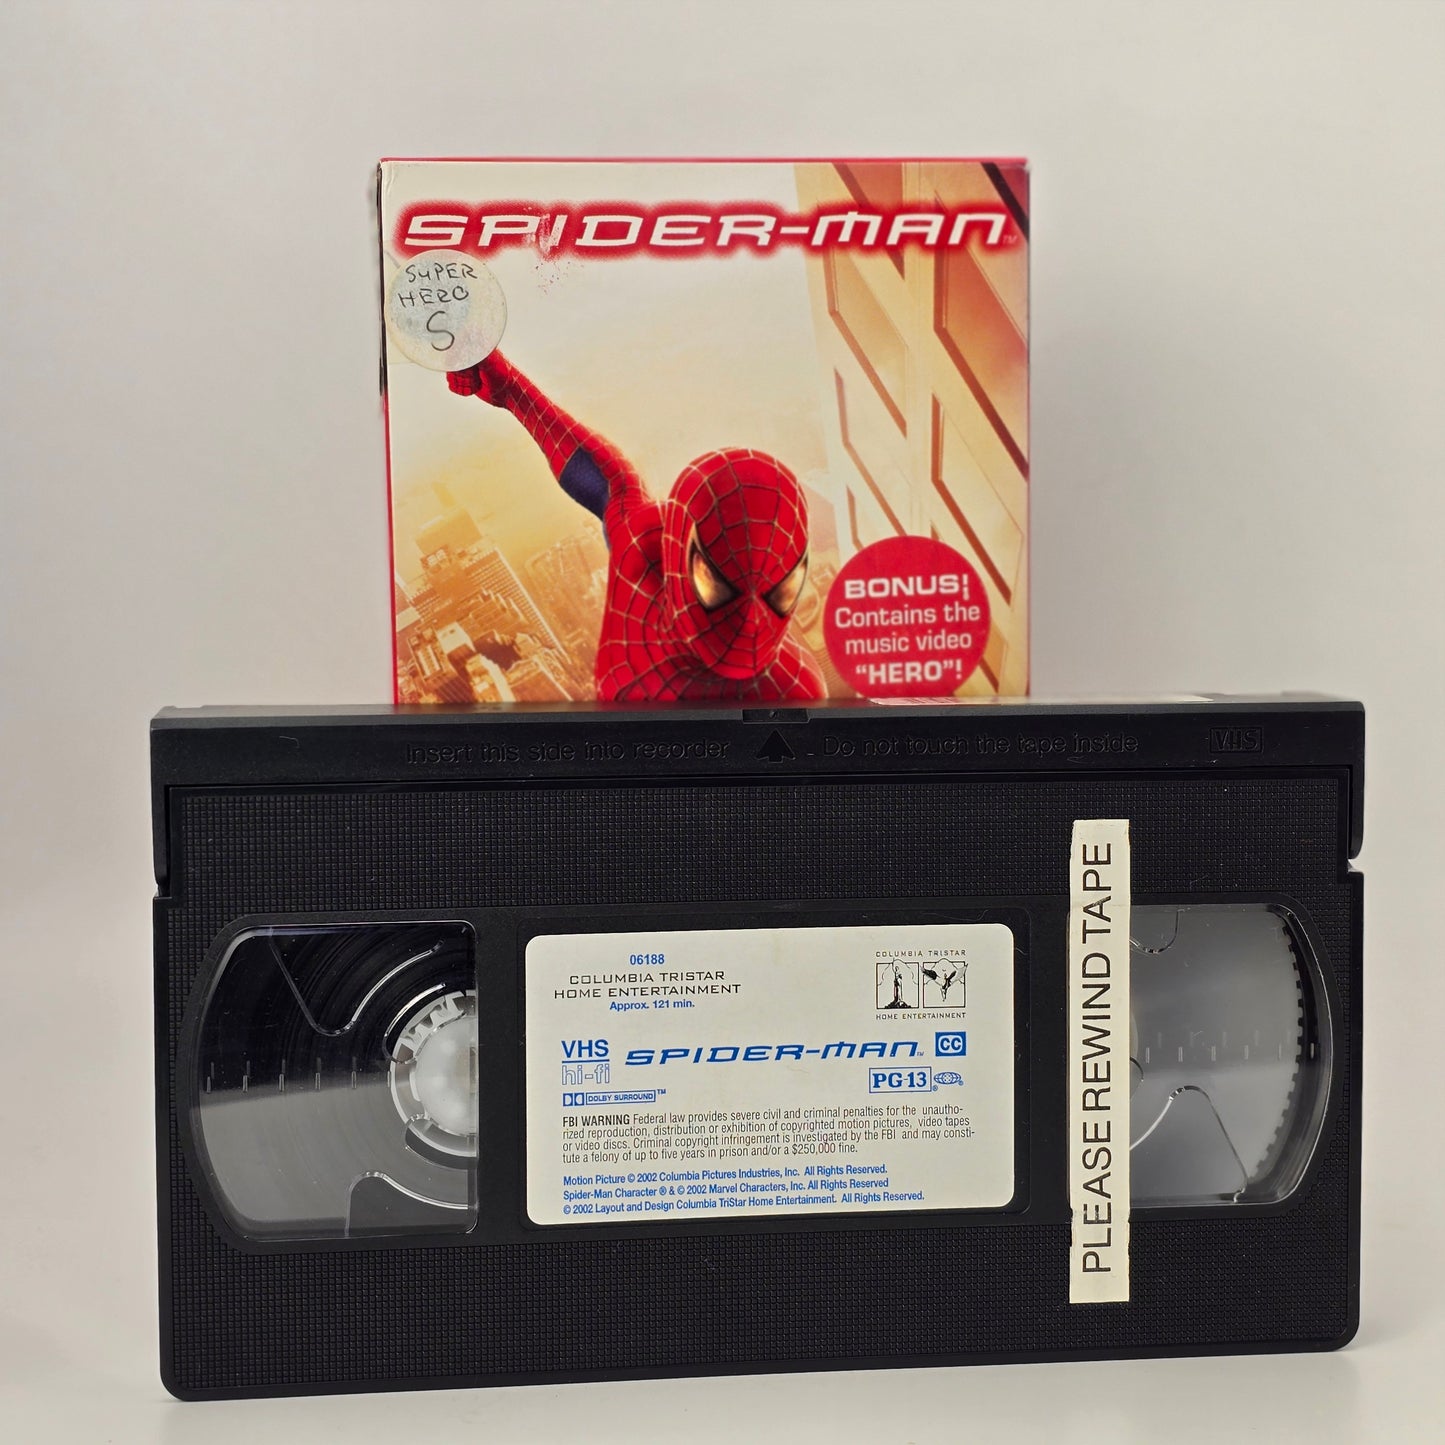 SPIDER-MAN™
SUPER
HERO
S
BONUS!
Contains the
music video
“HERO”!
Insert this side into recorder
Do not touch the tape inside
VHS
06188
COLUMBIA TRISTAR
HOME ENTERTAINMENT
Approx. 121 min.
COLUMBIA TRISTAR
HOME ENTERTAINMENT
VHS
hi-fi
SPIDER-MAN™
CC
DOLBY SURROUND™
PG-13 ®
FBI WARNING Federal law provides severe civil and criminal penalties for the unautho-
rized reproduction, distribution or exhibition of copyrighted motion pictures, video tapes
or video discs. Criminal copyright infringement is investigated by the FBI and may consti-
tute a felony of up to five years in prison and/or a $250,000 fine.
Motion Picture © 2002 Columbia Pictures Industries, Inc. All Rights Reserved.
Spider-Man Character ® & © 2002 Marvel Characters, Inc. All Rights Reserved
© 2002 Layout and Design Columbia TriStar Home Entertainment. All Rights Reserved.
PLEASE REWIND TAPE